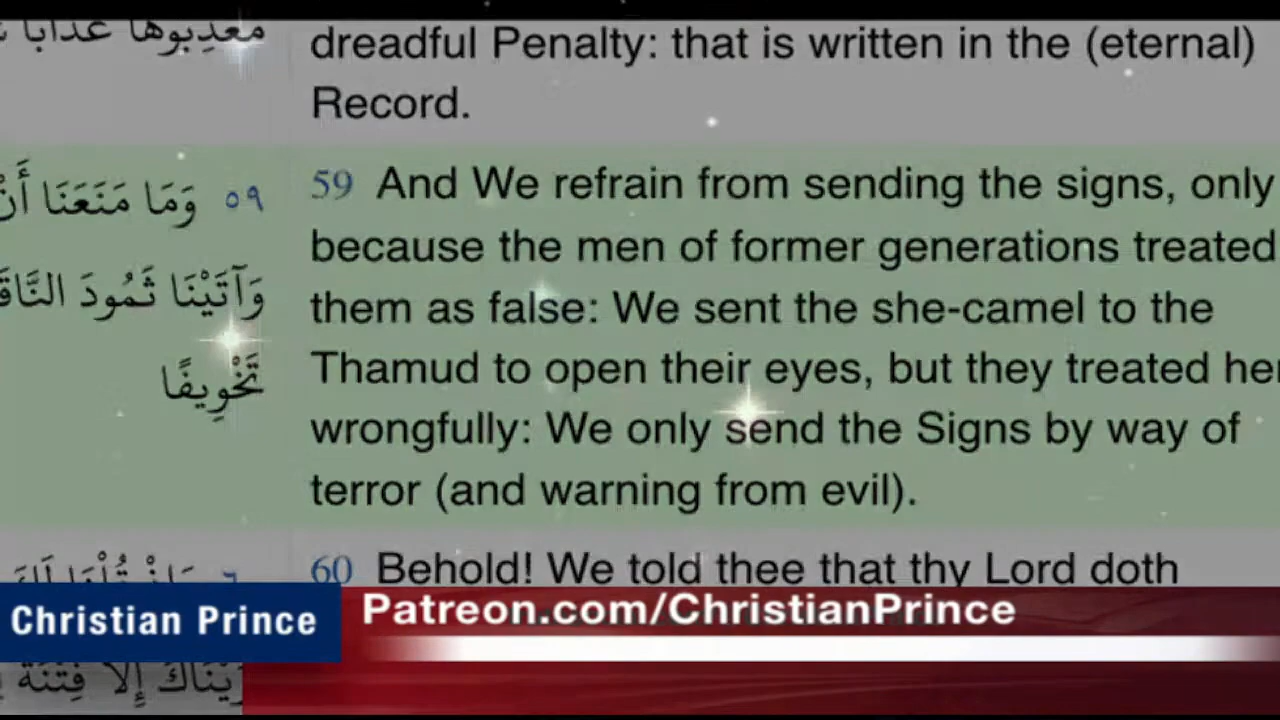 معذبوها عذابا
dreadful Penalty: that is written in the (eternal)
Record.
٥٩ وَمَا مَنَعَنَا أَنْ
وَآتَيْنَا ثَمُودَ
تَخْوِيفًا
59 And We refrain from sending the signs, only
because the men of former generations treated
them as false: We sent the she-camel to the
Thamud to open their eyes, but they treated her
wrongfully: We only send the Signs by way of
terror (and warning from evil).
60 Behold! We told thee that thy Lord doth
Christian Prince
Patreon.com/ChristianPrince
إِلَّا فِتْنَةً